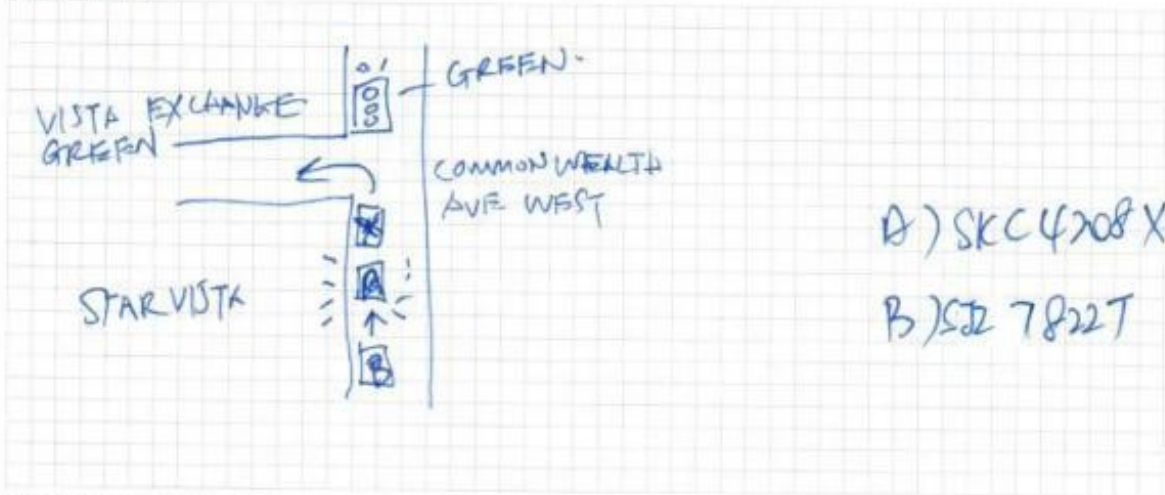 GREEN.
VISTA EXCHANGE
GREEN
COMMONWEALTH
AVE WEST
X
A) SKC4208X
A
STARVISTA
B) SJZ 7822T
B